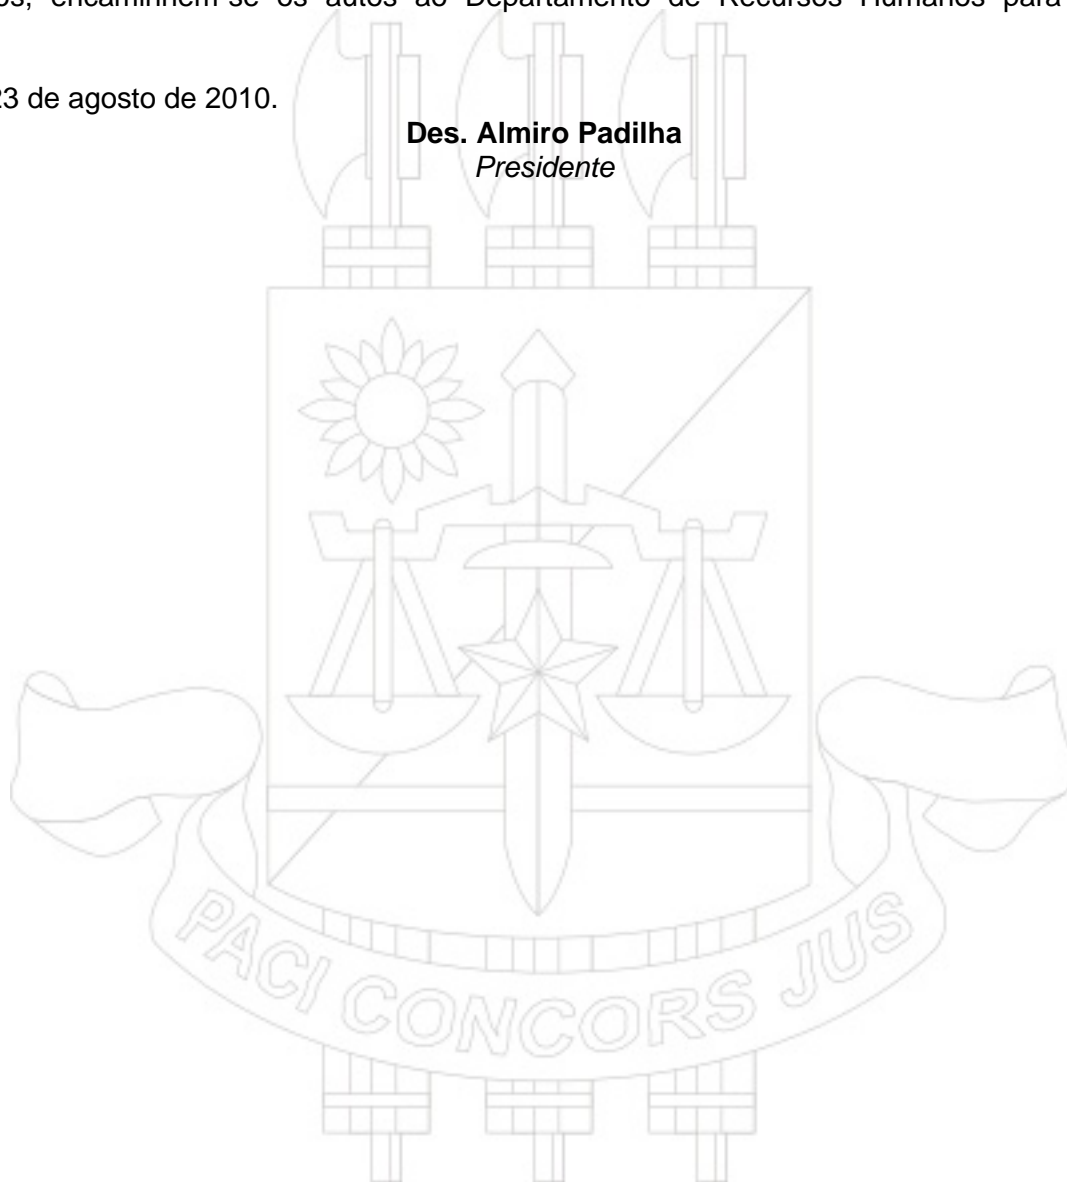 os, encaminhem-se os autos ao Departamento de Recursos Humanos para
23 de agosto de 2010.
Des. Almiro Padilha
Presidente
PACI CONCORS JUS